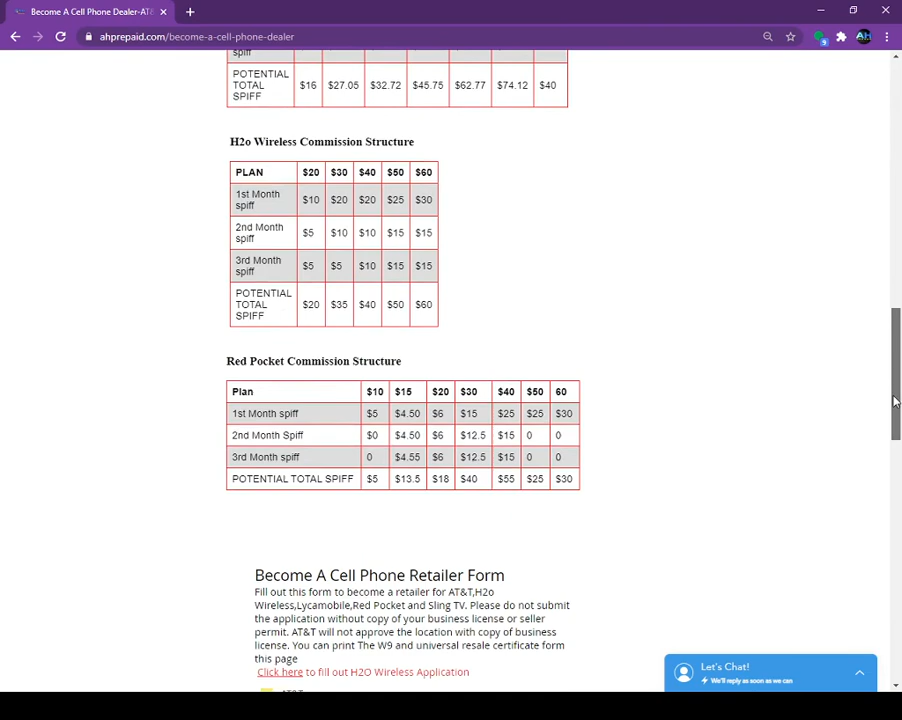 Become A Cell Phone Dealer-AT&
ahprepaid.com/become-a-cell-phone-dealer
9
AH
spiff
POTENTIAL TOTAL SPIFF $16 $27.05 $32.72 $45.75 $62.77 $74.12 $40
H2o Wireless Commission Structure
PLAN $20 $30 $40 $50 $60
1st Month spiff $10 $20 $20 $25 $30
2nd Month spiff $5 $10 $10 $15 $15
3rd Month spiff $5 $5 $10 $15 $15
POTENTIAL TOTAL SPIFF $20 $35 $40 $50 $60
Red Pocket Commission Structure
Plan $10 $15 $20 $30 $40 $50 60
1st Month spiff $5 $4.50 $6 $15 $25 $25 $30
2nd Month Spiff $0 $4.50 $6 $12.5 $15 0 0
3rd Month spiff 0 $4.55 $6 $12.5 $15 0 0
POTENTIAL TOTAL SPIFF $5 $13.5 $18 $40 $55 $25 $30
Become A Cell Phone Retailer Form
Fill out this form to become a retailer for AT&T,H2o
Wireless,Lycamobile,Red Pocket and Sling TV. Please do not submit
the application without copy of your business license or seller
permit. AT&T will not approve the location with copy of business
license. You can print The W9 and universal resale certificate form
this page
Click here to fill out H2O Wireless Application
AT&T
Let's Chat!
We'll reply as soon as we can